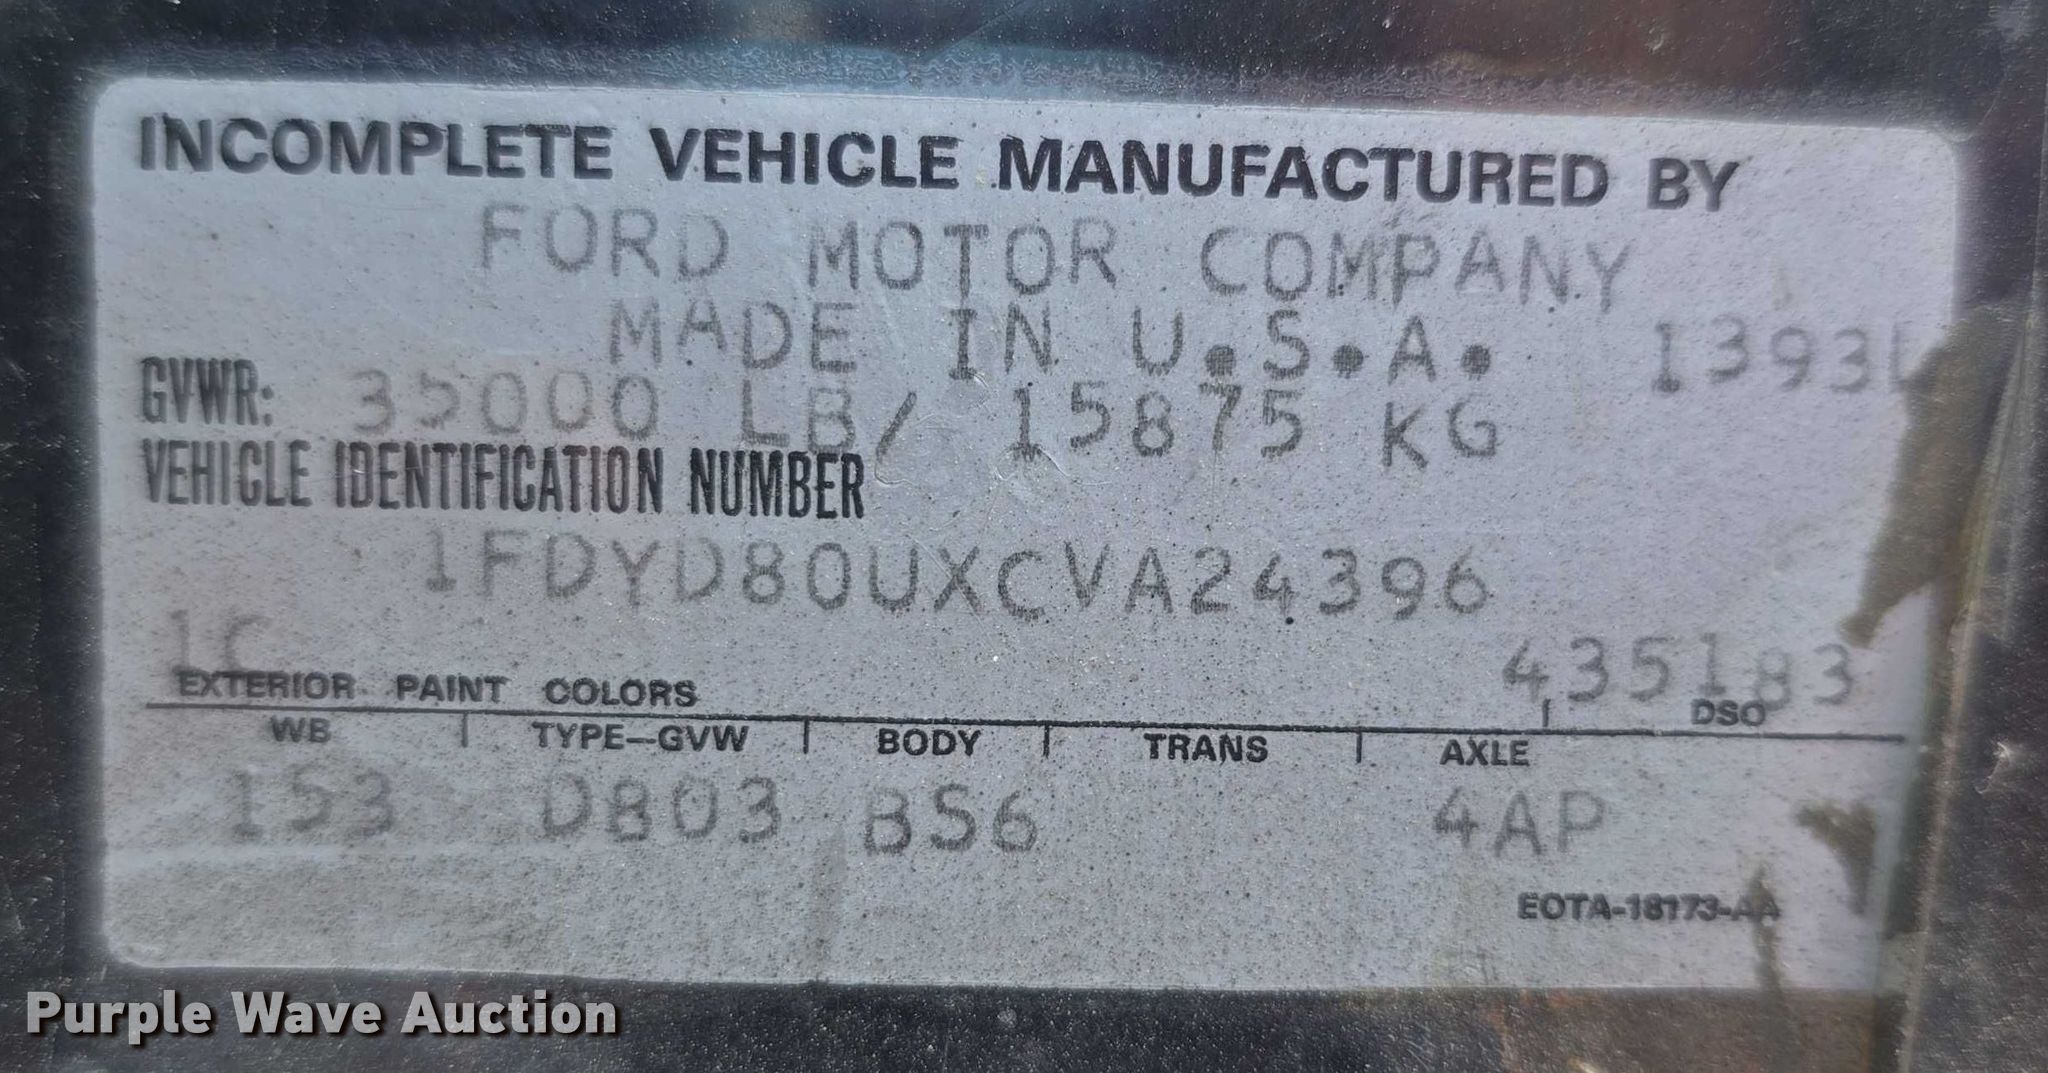 INCOMPLETE VEHICLE MANUFACTURED BY
FORD MOTOR COMPANY
MADE IN U.S.A.
GVWR: 35000 LB/ 15875 KG
VEHICLE IDENTIFICATION NUMBER
1FDYD80UXCVA24396
1C 435183
EXTERIOR PAINT COLORS DSO
WB TYPE-GVW BODY TRANS AXLE
153 D803 BS6 4AP
EOTA-18173-AA
Purple Wave Auction